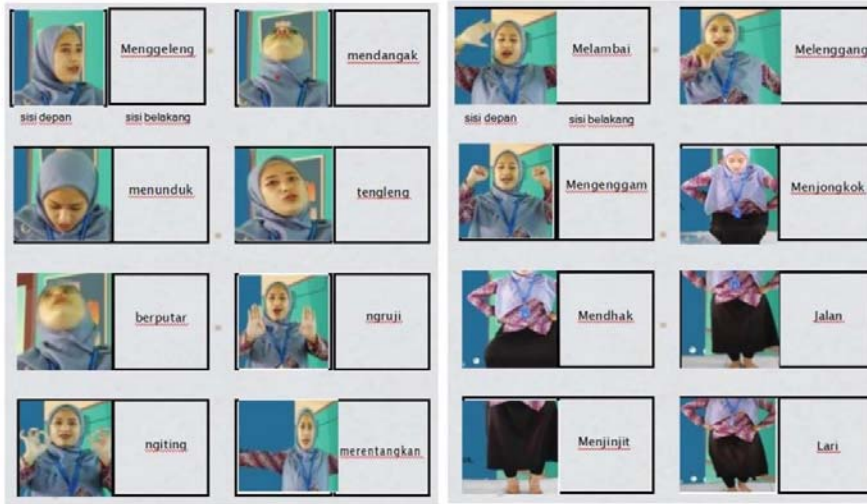 Menggeleng
mendangak
sisi depan
sisi belakang
menunduk
tengleng
berputar
ngruji
ngiting
merentangkan
Melambai
Melenggang
sisi depan
sisi belakang
Mengenggam
Menjongkok
Mendhak
Jalan
Menjinjit
Lari